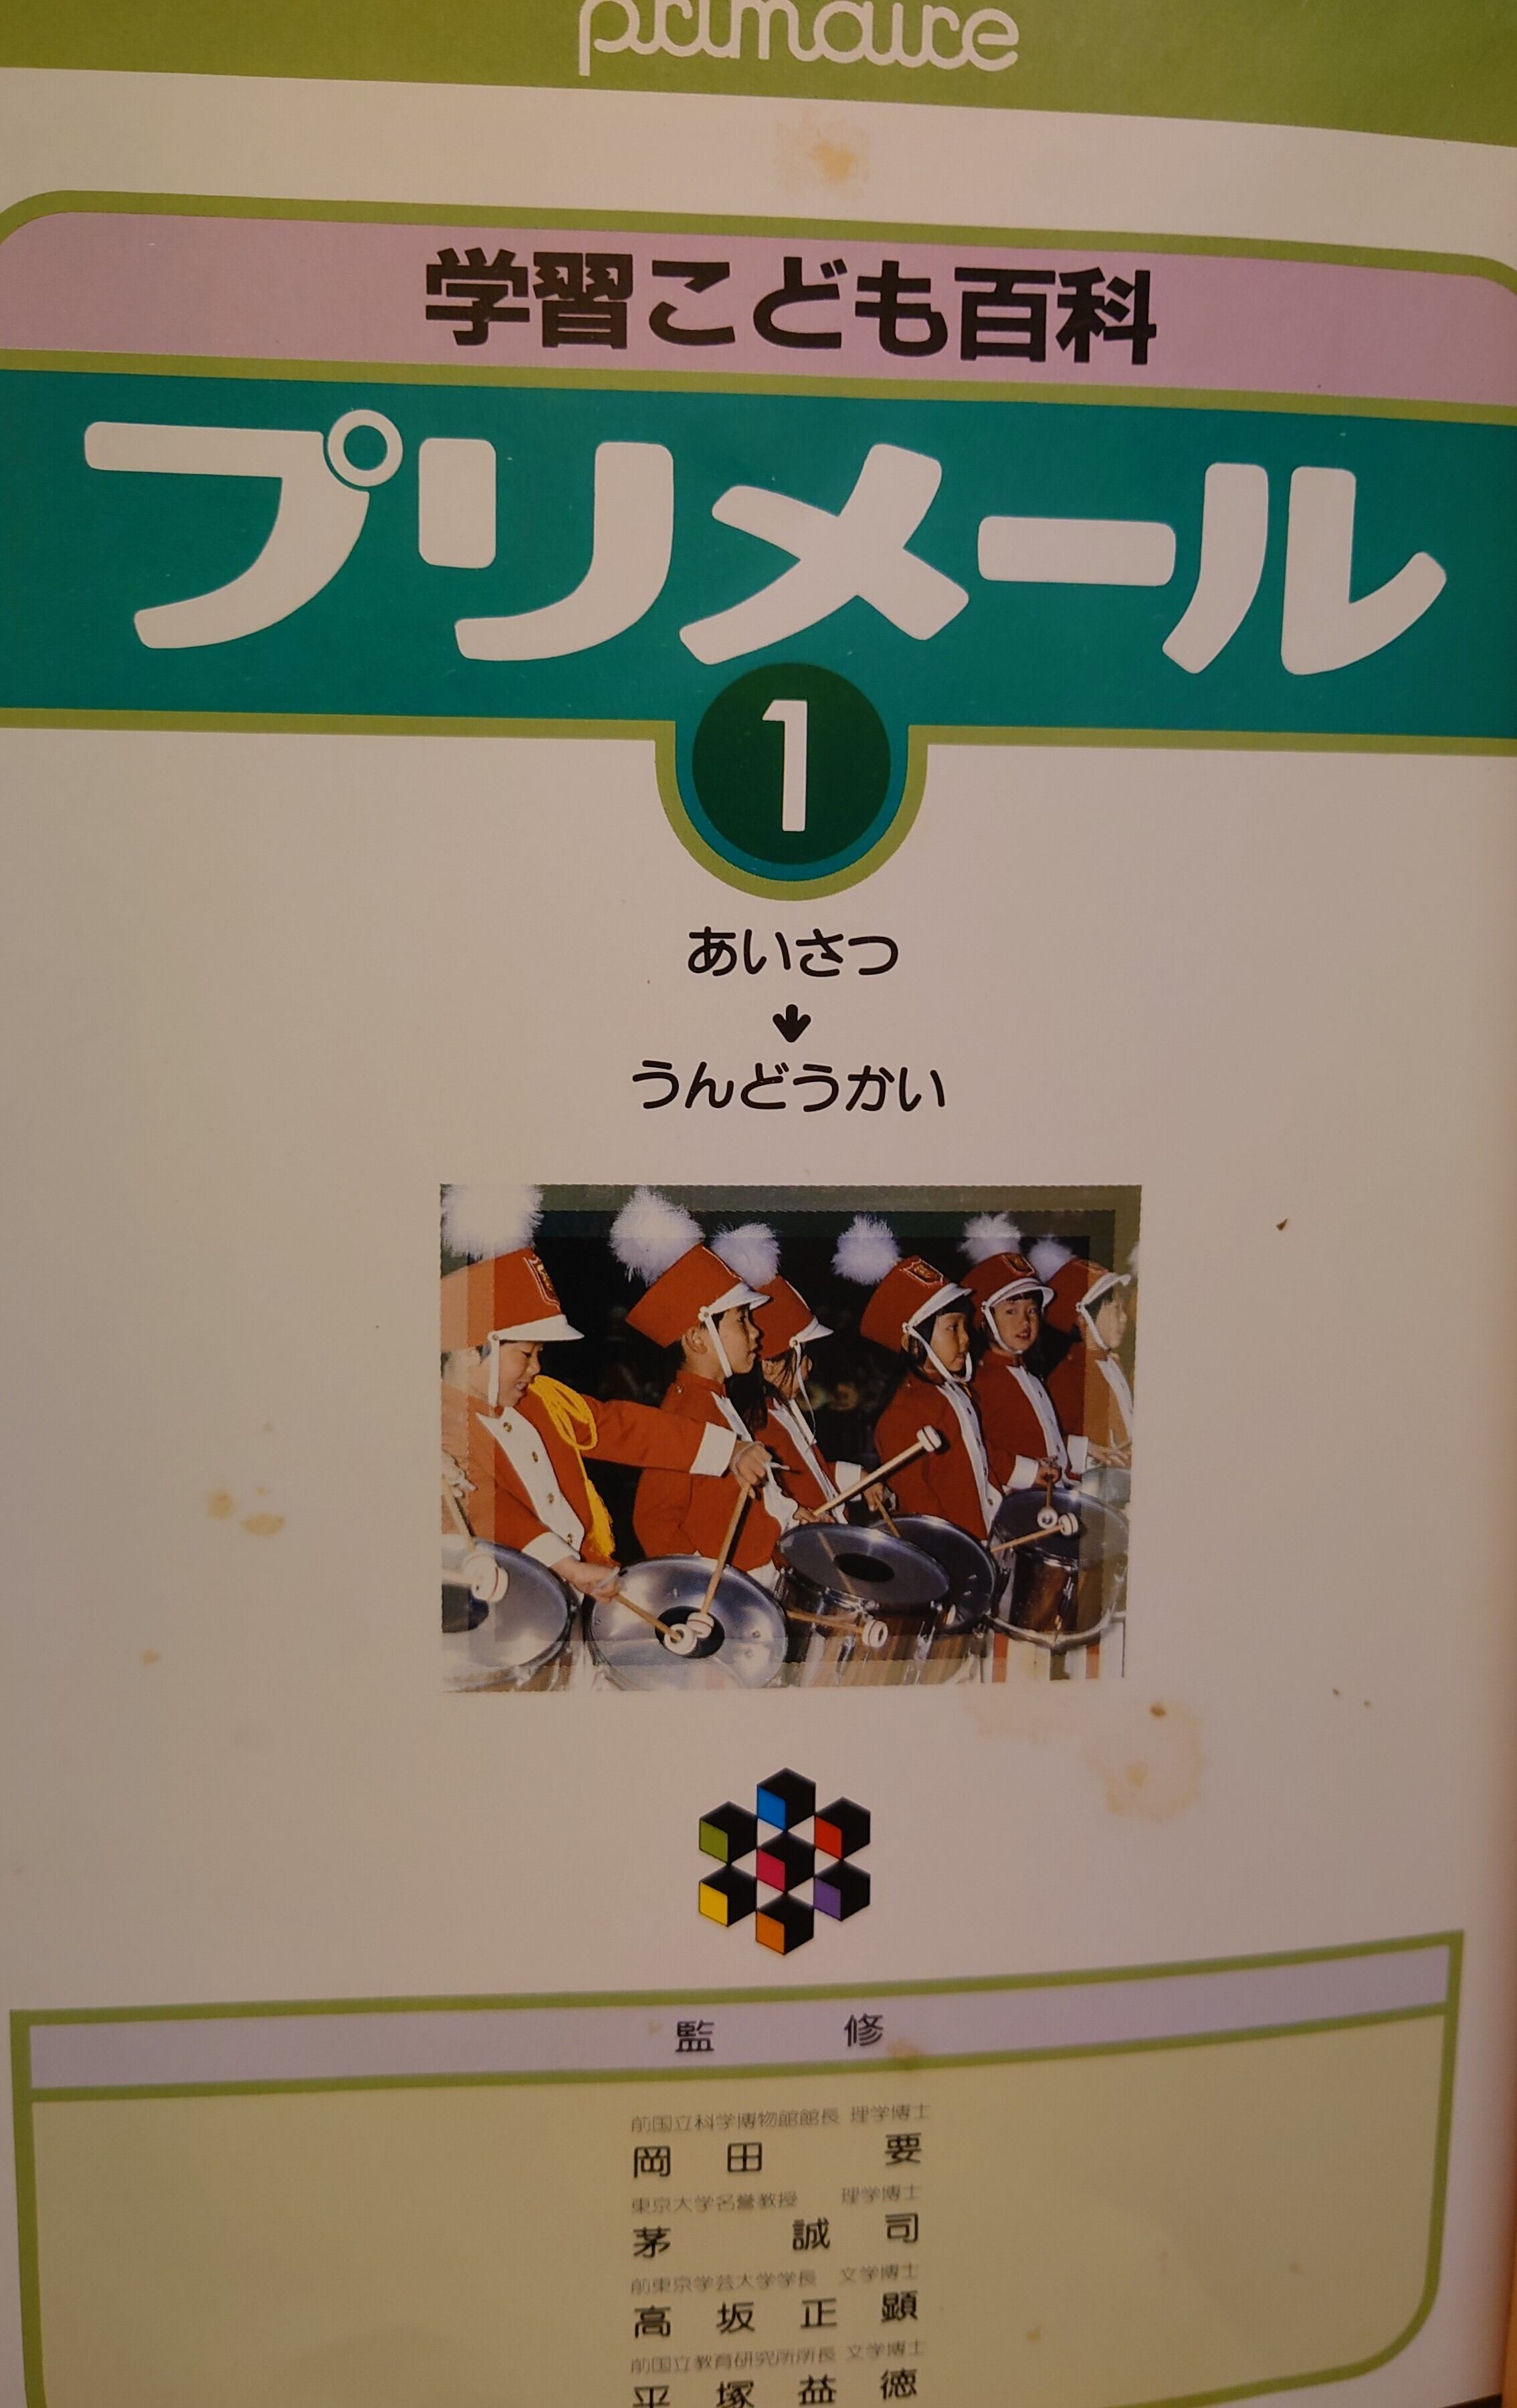 primaire
学習こども百科
プリメール
1
あいさつ
↓
うんどうかい
監修
前国立科学博物館館長 理学博士
岡田 要
東京大学名誉教授 理学博士
茅 誠司
前東京学芸大学学長 文学博士
高坂正顕
前国立教育研究所所長 文学博士
平塚益徳